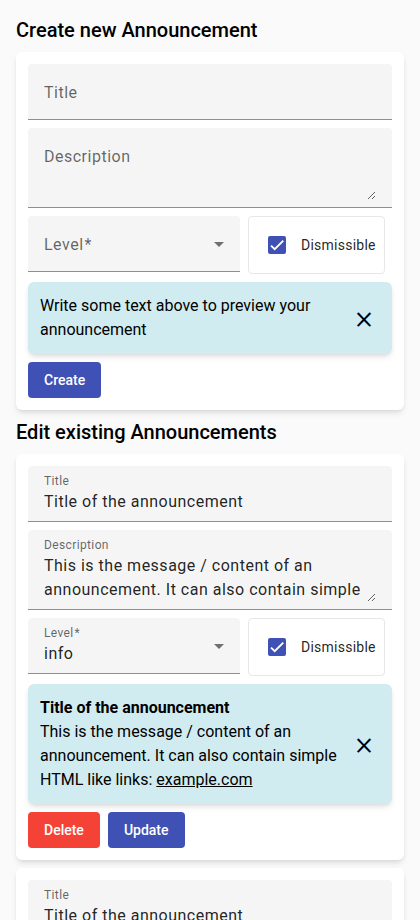 Create new Announcement
Title
Description
Level*
Dismissible
Write some text above to preview your
announcement
Create
Edit existing Announcements
Title
Title of the announcement
Description
This is the message / content of an
announcement. It can also contain simple
Level*
info
Dismissible
Title of the announcement
This is the message / content of an
announcement. It can also contain simple
HTML like links: example.com
Delete
Update
Title
Title of the announcement